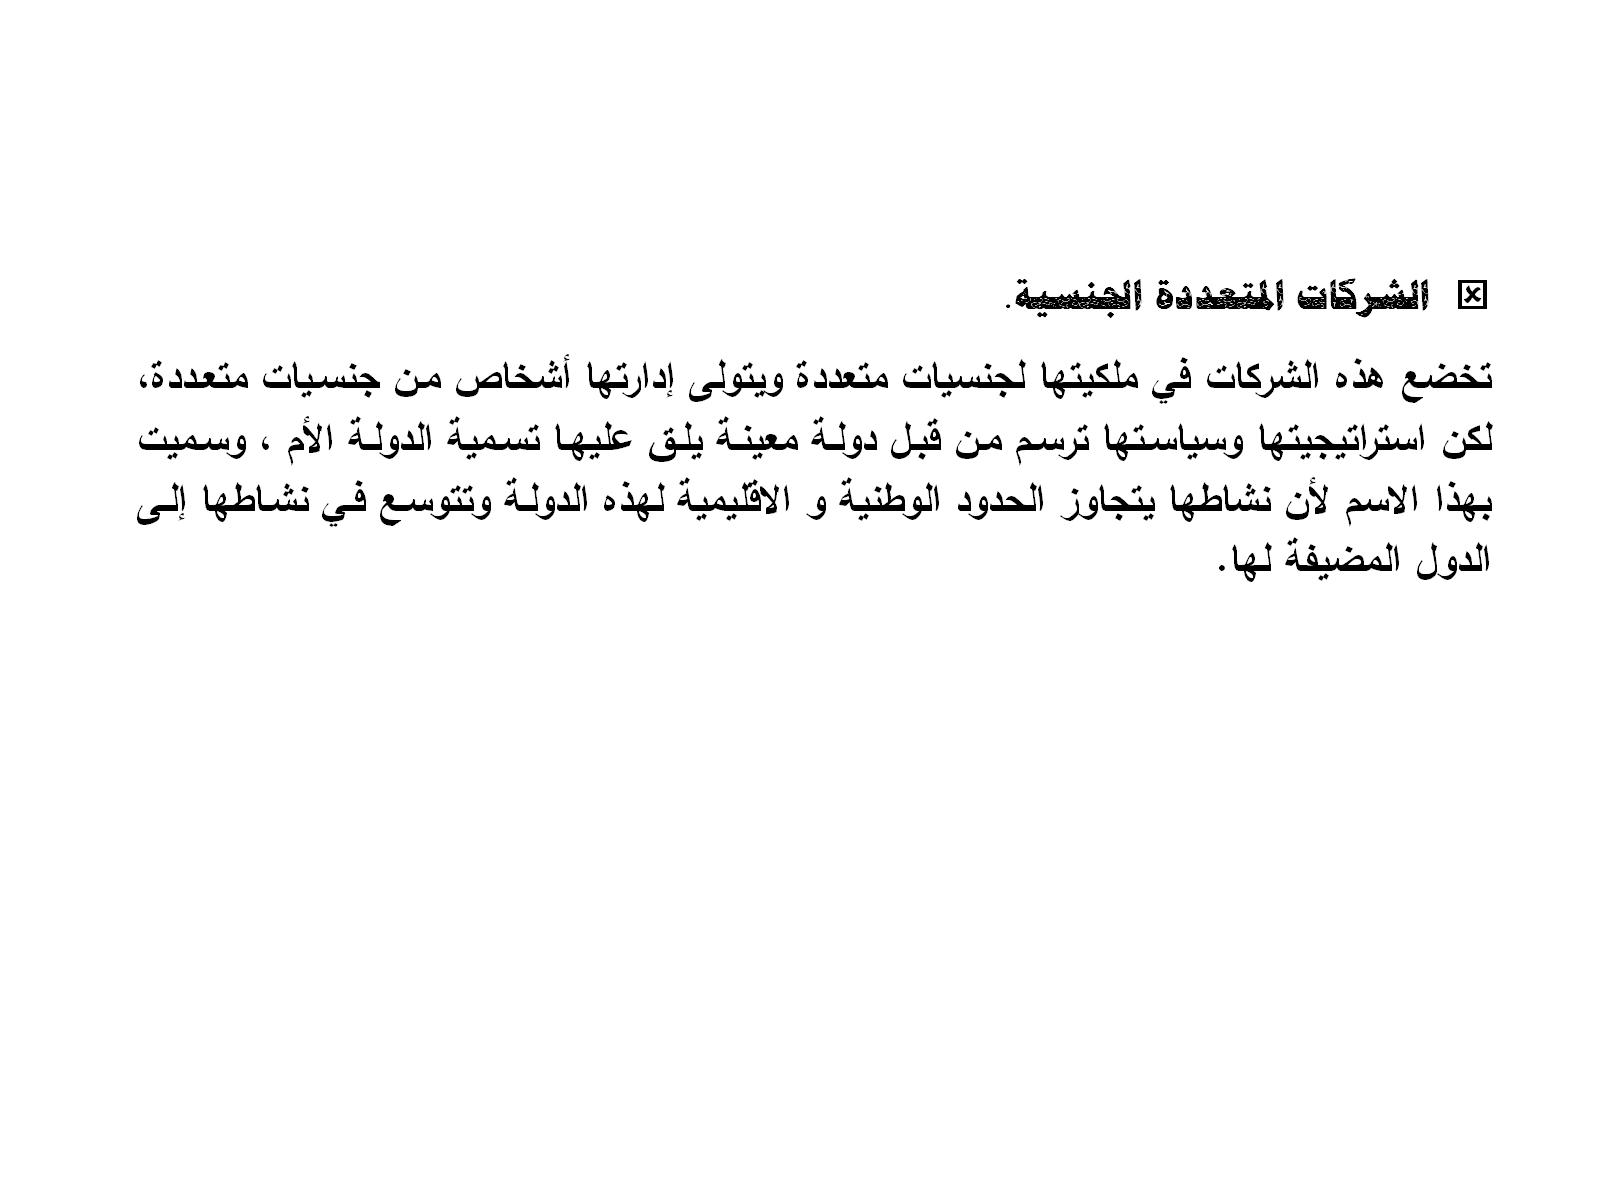 ☒ الشركات المتعددة الجنسية.
تخضع هذه الشركات في ملكيتها لجنسيات متعددة ويتولى إدارتها أشخاص من جنسيات متعددة،
لكن استراتيجيتها وسياستها ترسم من قبل دولة معينة يلق عليها تسمية الدولة الأم ، وسميت
بهذا الاسم لأن نشاطها يتجاوز الحدود الوطنية و الاقليمية لهذه الدولة وتتوسع في نشاطها إلى
الدول المضيفة لها.